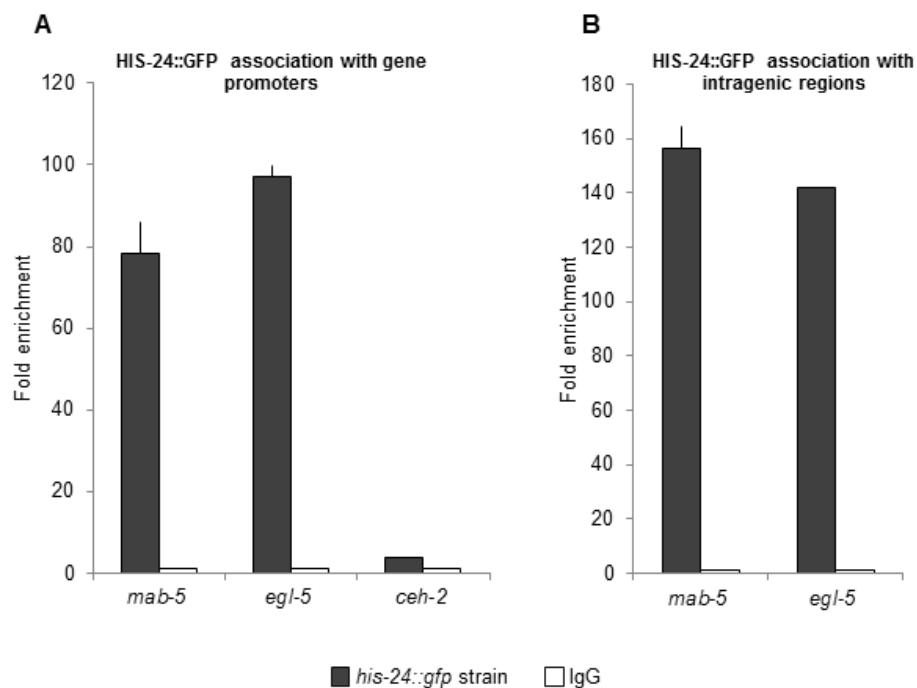 A
HIS-24::GFP association with gene
promoters
Fold enrichment
120
100
80
60
40
20
0
mab-5 egl-5 ceh-2
B
HIS-24::GFP association with
intragenic regions
Fold enrichment
180
160
140
120
100
80
60
40
20
0
mab-5 egl-5
his-24::gfp strain IgG